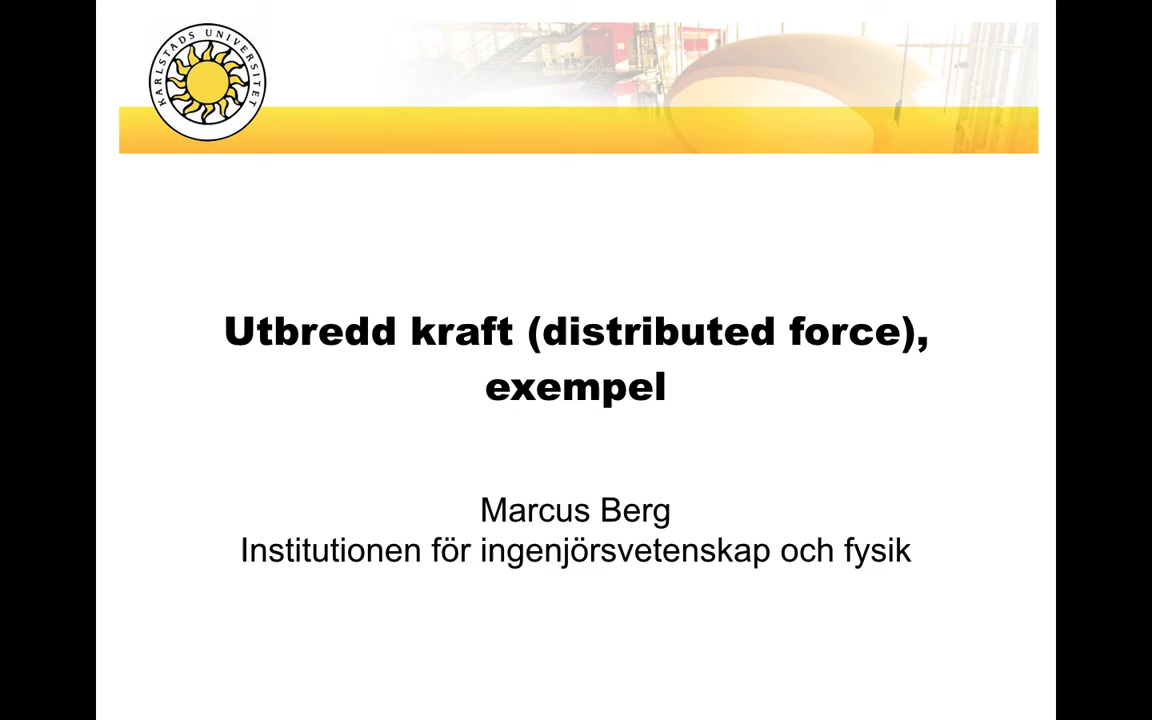 KARLSTADS UNIVERSITET
Utbredd kraft (distributed force),
exempel
Marcus Berg
Institutionen för ingenjörsvetenskap och fysik